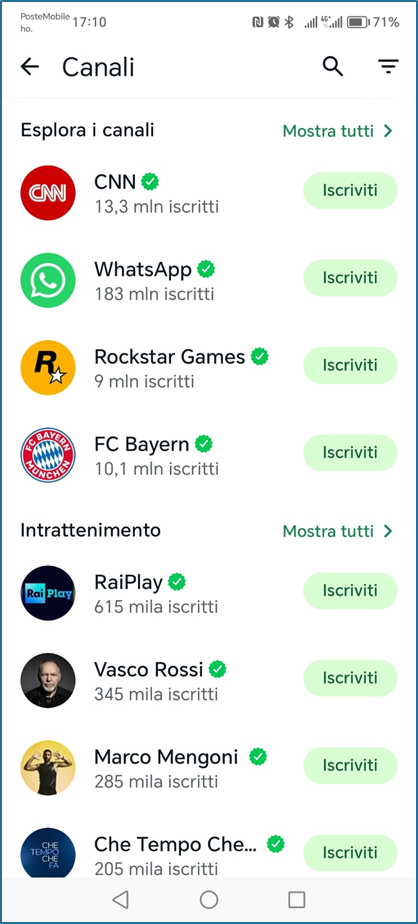 PosteMobile
ho.
17:10
4G
71%
Canali
Esplora i canali
Mostra tutti
CNN
CNN
13,3 mln iscritti
Iscriviti
WhatsApp
183 mln iscritti
Iscriviti
R
Rockstar Games
9 mln iscritti
Iscriviti
FC BAYERN
MÜNCHEN
FC Bayern
10,1 mln iscritti
Iscriviti
Intrattenimento
Mostra tutti
Rai Play
RaiPlay
615 mila iscritti
Iscriviti
Vasco Rossi
345 mila iscritti
Iscriviti
Marco Mengoni
285 mila iscritti
Iscriviti
CHE
TEMPO
CHE
FA
Che Tempo Che...
205 mila iscritti
Iscriviti